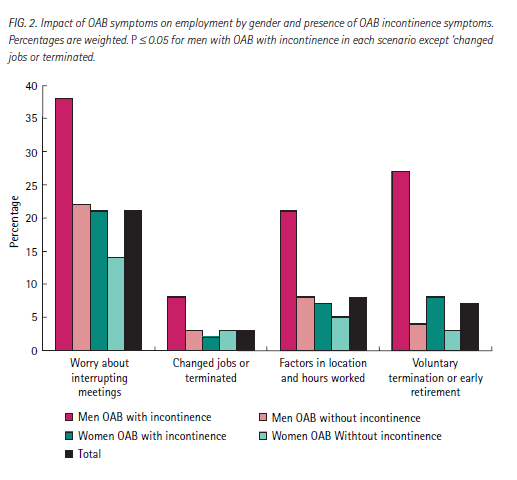 FIG. 2. Impact of OAB symptoms on employment by gender and presence of OAB incontinence symptoms.
Percentages are weighted. P ≤ 0.05 for men with OAB with incontinence in each scenario except 'changed
jobs or terminated.
40
35
30
25
20
15
10
5
0
Percentage
Worry about
interrupting
meetings
Changed jobs or
terminated
Factors in location
and hours worked
Voluntary
termination or early
retirement
Men OAB with incontinence
Men OAB without incontinence
Women OAB with incontinence
Women OAB Withtout incontinence
Total